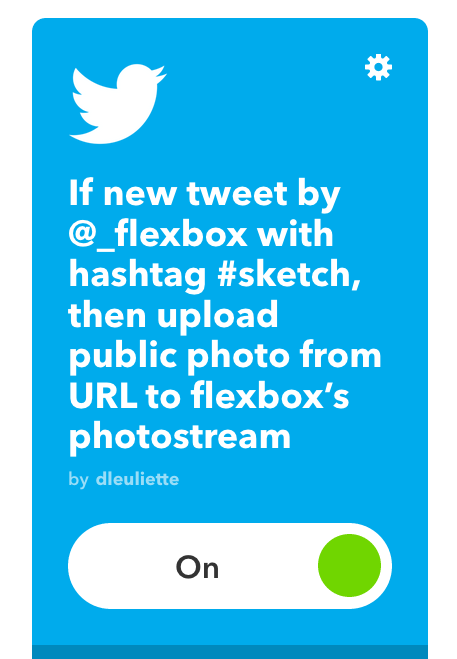 If new tweet by
@_flexbox with
hashtag #sketch,
then upload
public photo from
URL to flexbox’s
photostream
by dleuliette
On